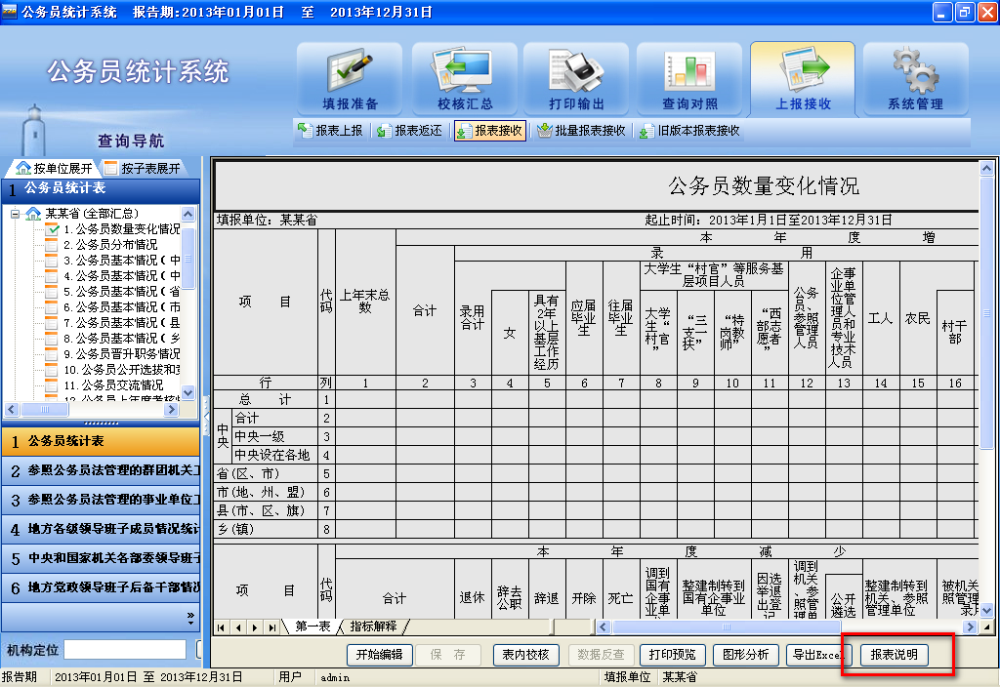 公务员统计系统 报告期:2013年01月01日 至 2013年12月31日
公务员统计系统
填报准备 校核汇总 打印输出 查询对照 上报接收 系统管理
报表上报 报表返还 报表接收 批量报表接收 旧版本报表接收
查询导航
按单位展开 按子表展开
1 公务员统计表
某某省(全部汇总)
1.公务员数量变化情况
2.公务员分布情况
3.公务员基本情况(中
4.公务员基本情况(中
5.公务员基本情况(省
6.公务员基本情况(市
7.公务员基本情况(县
8.公务员基本情况(乡
9.公务员晋升职务情况
10.公务员公开选拔和
11.公务员交流情况
12.公务员上年度考核
1 公务员统计表
2 参照公务员法管理的群团机关工
3 参照公务员法管理的事业单位工
4 地方各级领导班子成员情况统计
5 中央和国家机关各部委领导班子
6 地方党政领导班子后备干部情况
»
机构定位
公务员数量变化情况
填报单位: 某某省 起止时间: 2013年1月1日至2013年12月31日
本 年 度 增
录 用
项 目 代码 上年末总数 合计 录用合计 女 具有2年以上基层工作经历 应届毕业生 往届毕业生 大学生“村官”等服务基层项目人员 大学生“村官” “三支一扶” “特岗教师” “西部志愿者” 公务员、参照管理人员 企事业单位管理人员和专业技术人员 工人 农民 村干部
行 列 1 2 3 4 5 6 7 8 9 10 11 12 13 14 15 16
总 计 1
中央
合计 2
中央一级 3
中央设在各地 4
省(区、市) 5
市(地、州、盟) 6
县(市、区、旗) 7
乡(镇) 8
本 年 度 减 少
项 目 代码 合计 退休 辞去公职 辞退 开除 死亡 调到国有企事业单 整建制转到国有企事业单位 因选举退出登记 调到机关、参照管理单 公开遴选 整建制转到机关、参照管理单位 被机关照管理录用
第一表 指标解释
开始编辑 保 存 表内校核 数据反查 打印预览 图形分析 导出Excel 报表说明
报告期 2013年01月01日 至 2013年12月31日 用户 admin 填报单位 某某省